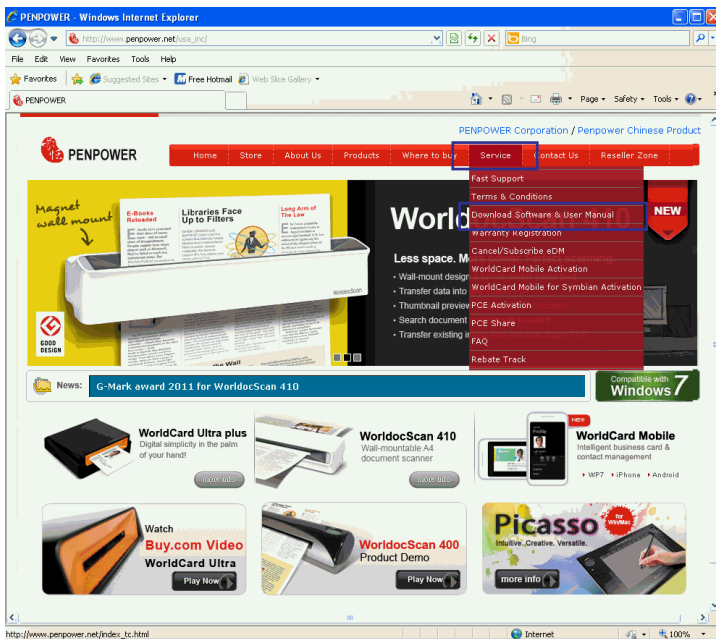 PENPOWER - Windows Internet Explorer
http://www.penpower.net/usa_inc/
Bing
File Edit View Favorites Tools Help
Favorites Suggested Sites Free Hotmail Web Slice Gallery
PENPOWER
Page Safety Tools
PENPOWER Corporation / Penpower Chinese Product
PENPOWER
Home Store About Us Products Where to buy Service Contact Us Reseller Zone
Fast Support
Terms & Conditions
Download Software & User Manual
Warranty Registration
Cancel/Subscribe eDM
WorldCard Mobile Activation
WorldCard Mobile for Symbian Activation
PCE Activation
PCE Share
FAQ
Rebate Track
Magnet
wall mount
E-Books
Reloaded
Libraries Face
Up to Filters
Long Arm of
The Law
WorldocScan
The Wall
GOOD
DESIGN
NEW
Less space.
• Wall-mount design
• Transfer data into
• Thumbnail preview
• Search document
• Transfer existing
News: G-Mark award 2011 for WorldocScan 410
Compatible with
Windows 7
WorldCard Ultra plus
Digital simplicity in the palm
of your hand!
more info
WorldocScan 410
Wall-mountable A4
document scanner
more info
NEW
WorldCard Mobile
Intelligent business card &
contact management
WP7 iPhone Android
Watch
Buy.com Video
WorldCard Ultra
Play Now
WorldocScan 400
Product Demo
Play Now
Picasso
for
Win/Mac
Intuitive. Creative. Versatile.
more info
http://www.penpower.net/index_tc.html
Internet
100%